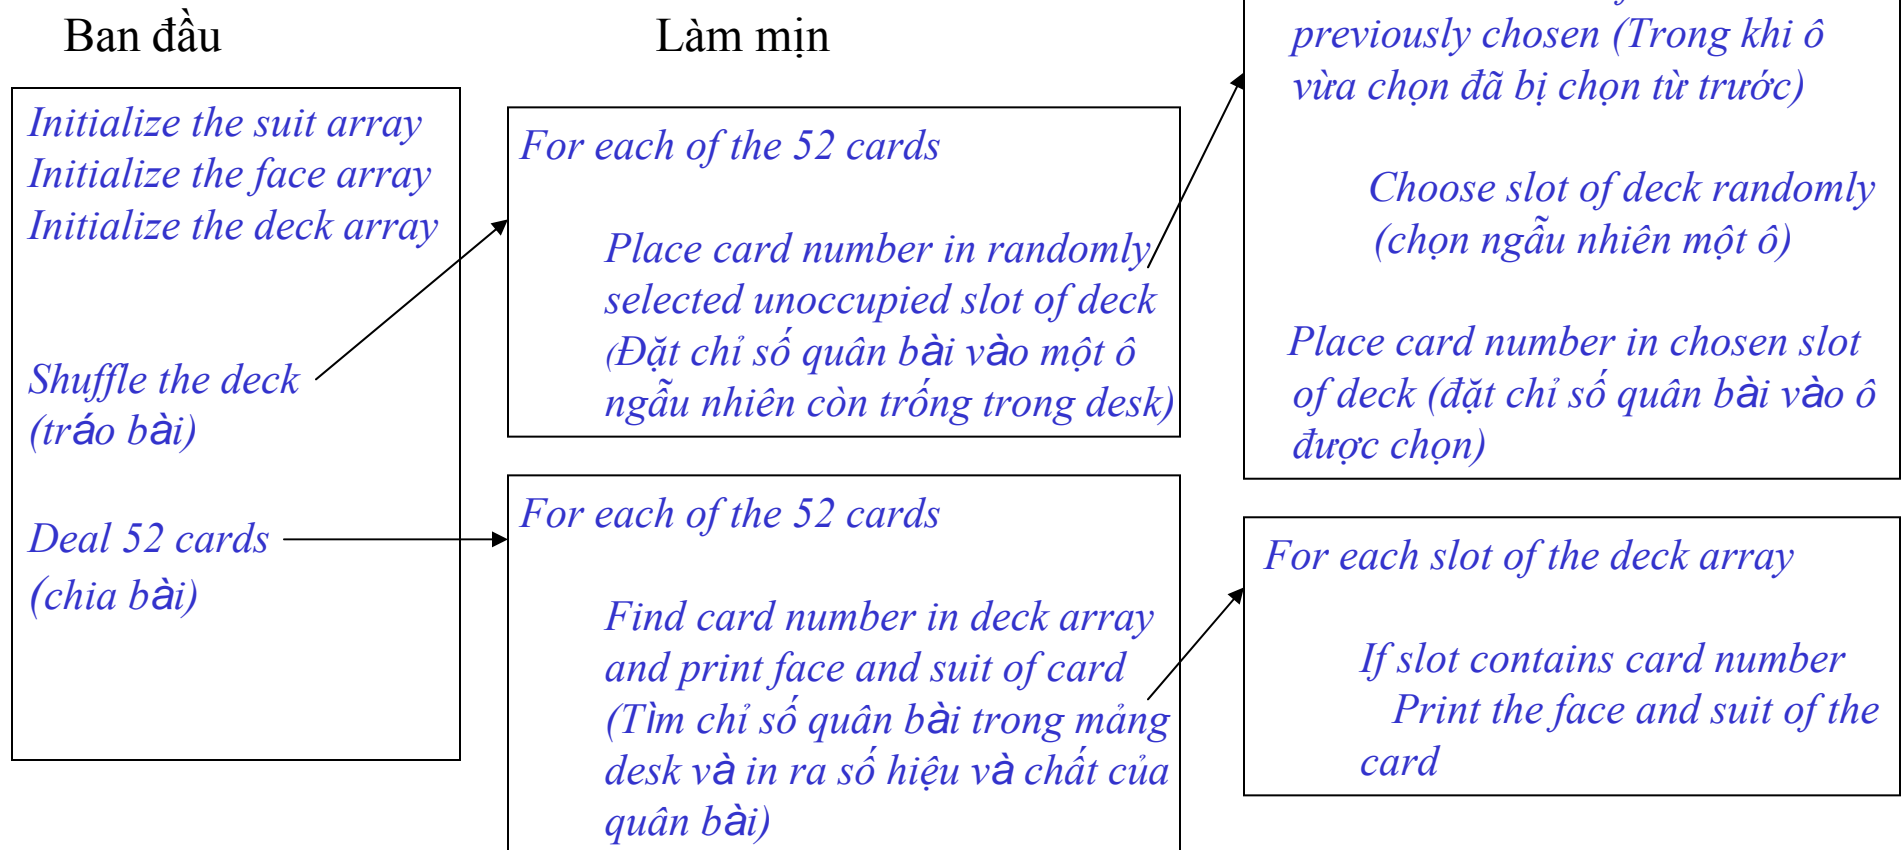 Ban đầu
Initialize the suit array
Initialize the face array
Initialize the deck array
Shuffle the deck
(tráo bài)
Deal 52 cards
(chia bài)
Làm mịn
For each of the 52 cards
Place card number in randomly
selected unoccupied slot of deck
(Đặt chỉ số quân bài vào một ô
ngẫu nhiên còn trống trong desk)
For each of the 52 cards
Find card number in deck array
and print face and suit of card
(Tìm chỉ số quân bài trong mảng
desk và in ra số hiệu và chất của
quân bài)
previously chosen (Trong khi ô
vừa chọn đã bị chọn từ trước)
Choose slot of deck randomly
(chọn ngẫu nhiên một ô)
Place card number in chosen slot
of deck (đặt chỉ số quân bài vào ô
được chọn)
For each slot of the deck array
If slot contains card number
Print the face and suit of the
card